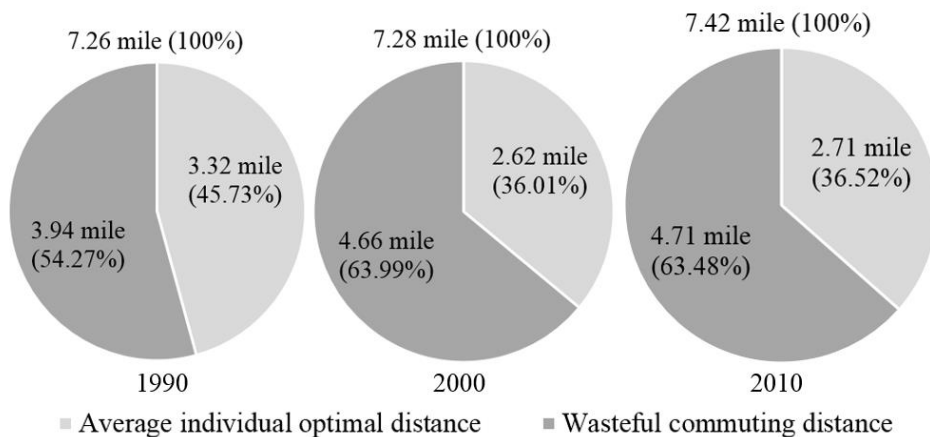 7.26 mile (100%)
3.32 mile
(45.73%)
3.94 mile
(54.27%)
1990
7.28 mile (100%)
2.62 mile
(36.01%)
4.66 mile
(63.99%)
2000
7.42 mile (100%)
2.71 mile
(36.52%)
4.71 mile
(63.48%)
2010
Average individual optimal distance
Wasteful commuting distance